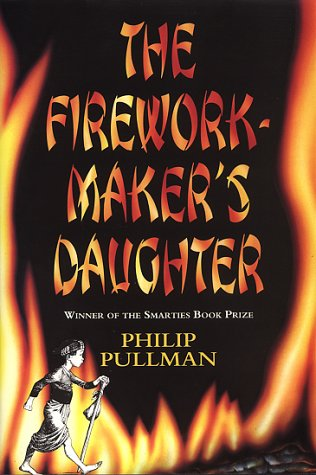 THE
FIREWORK-
MAKER'S
DAUGHTER
WINNER OF THE SMARTIES BOOK PRIZE
PHILIP
PULLMAN